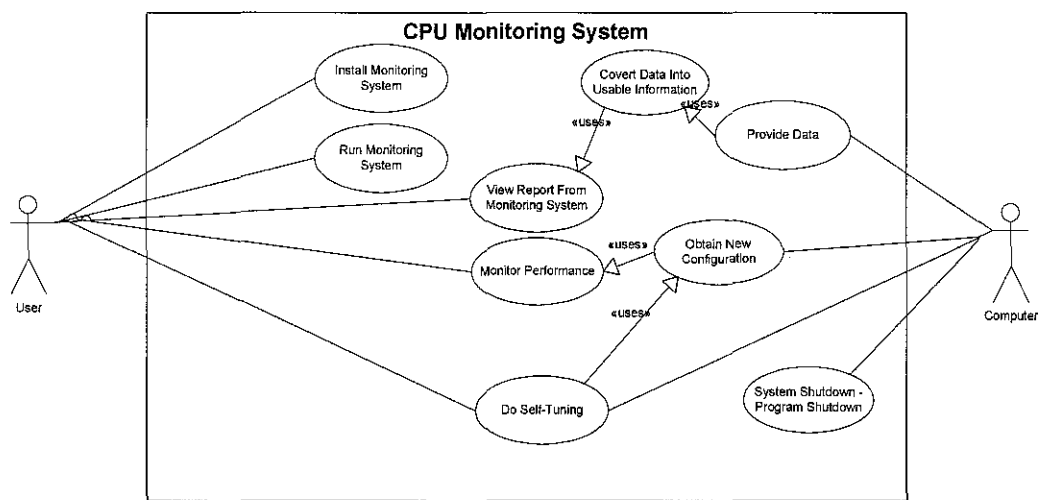 CPU Monitoring System
Install Monitoring
System
Covert Data Into
Usable Information
«uses»
«uses»
Provide Data
Run Monitoring
System
View Report From
Monitoring System
Monitor Performance
«uses»
Obtain New
Configuration
«uses»
User
Computer
Do Self-Tuning
System Shutdown -
Program Shutdown